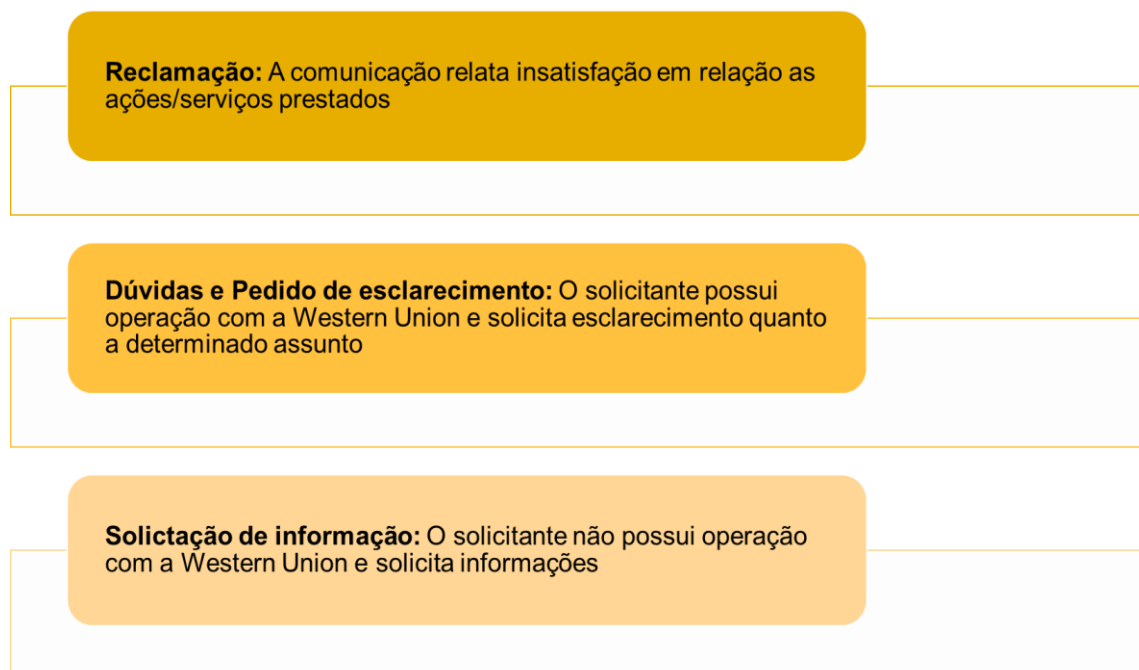 Reclamação: A comunicação relata insatisfação em relação as
ações/serviços prestados
Dúvidas e Pedido de esclarecimento: O solicitante possui
operação com a Western Union e solicita esclarecimento quanto
a determinado assunto
Solictação de informação: O solicitante não possui operação
com a Western Union e solicita informações